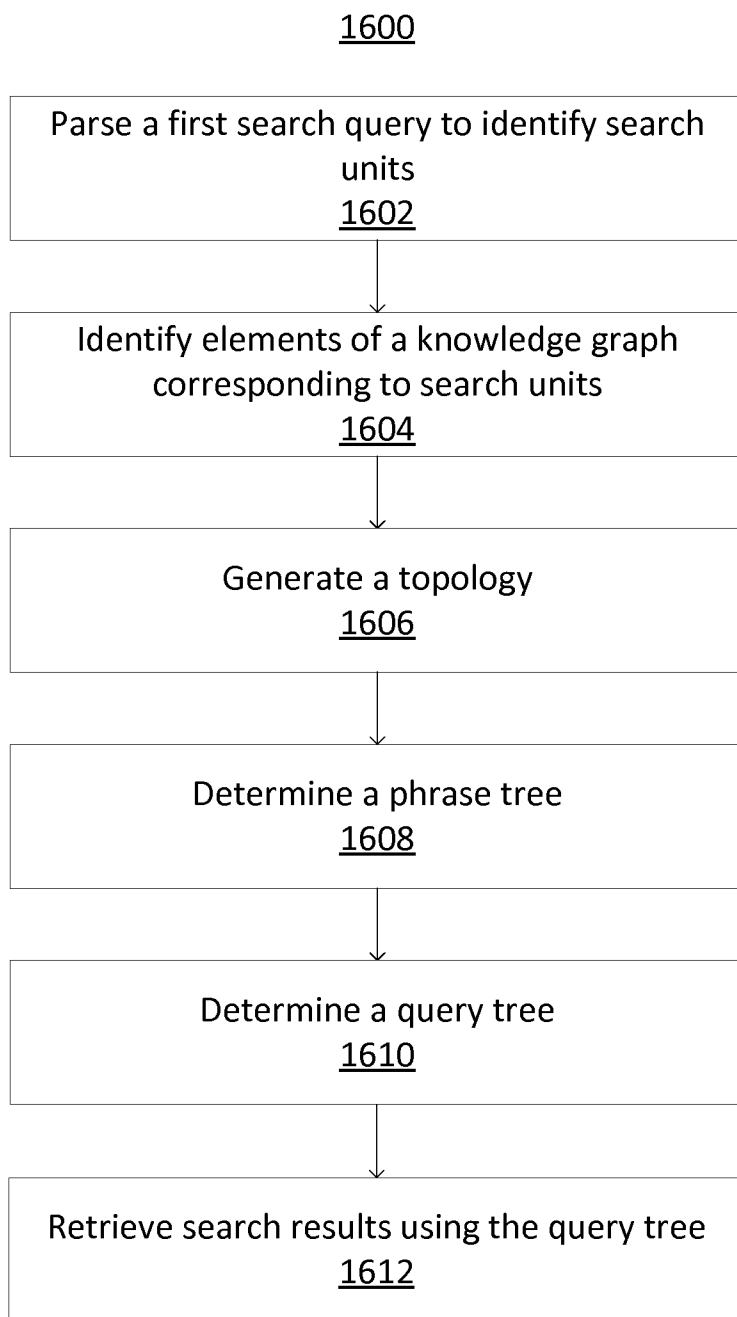 1600
Parse a first search query to identify search
units
1602
Identify elements of a knowledge graph
corresponding to search units
1604
Generate a topology
1606
Determine a phrase tree
1608
Determine a query tree
1610
Retrieve search results using the query tree
1612